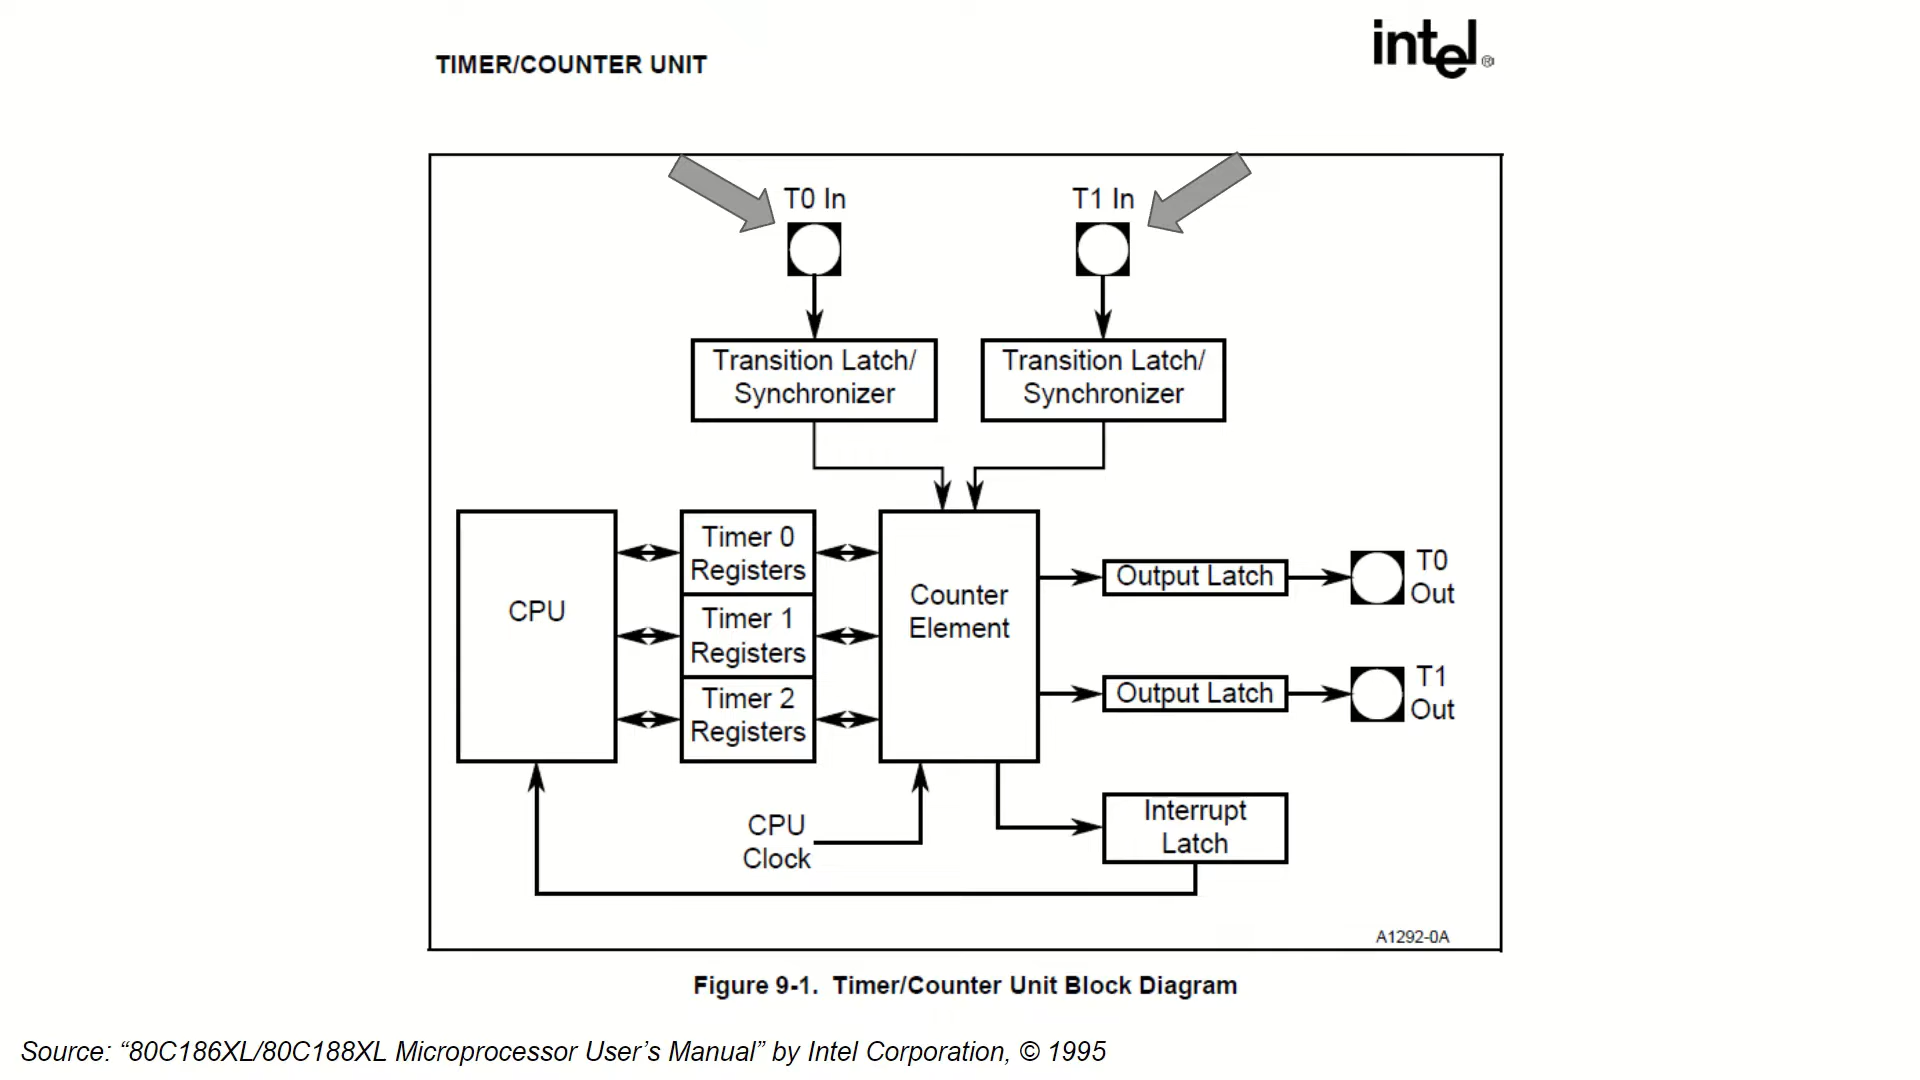 TIMER/COUNTER UNIT
intel®
T0 In
T1 In
Transition Latch/
Synchronizer
Transition Latch/
Synchronizer
CPU
Timer 0
Registers
Timer 1
Registers
Timer 2
Registers
Counter
Element
Output Latch
T0
Out
Output Latch
T1
Out
CPU
Clock
Interrupt
Latch
A1292-0A
Figure 9-1. Timer/Counter Unit Block Diagram
Source: “80C186XL/80C188XL Microprocessor User’s Manual” by Intel Corporation, © 1995